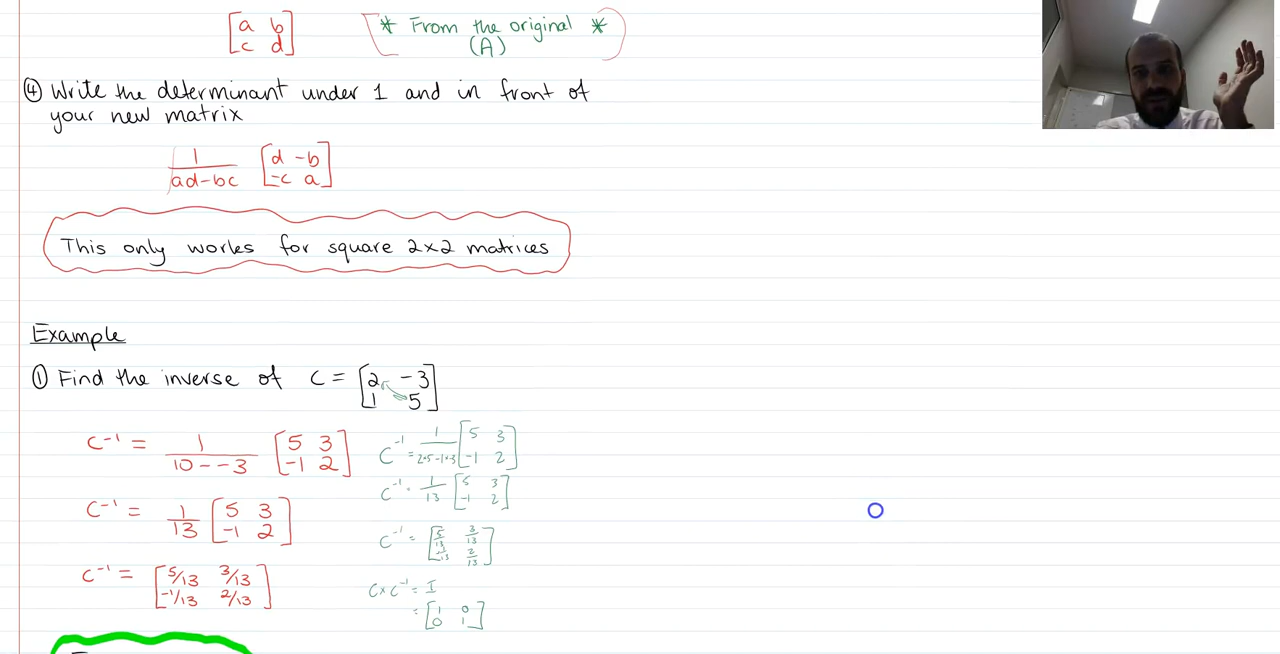 [a b
c d]
* From the original *
(A)
④ Write the determinant under 1 and in front of
your new matrix
1/(ad-bc) [d -b
-c a]
This only works for square 2x2 matrices
Example
① Find the inverse of C = [2 -3
1 5]
C⁻¹ = 1/(10--3) [5 3
-1 2]
C⁻¹ = 1/13 [5 3
-1 2]
C⁻¹ = [5/13 3/13
-1/13 2/13]
C⁻¹ = 1/(2·5-1·3) [5 3
-1 2]
C⁻¹ = 1/13 [5 3
-1 2]
C⁻¹ = [5/13 3/13
2/13]
C×C⁻¹ = I
= [1 0
0 1]